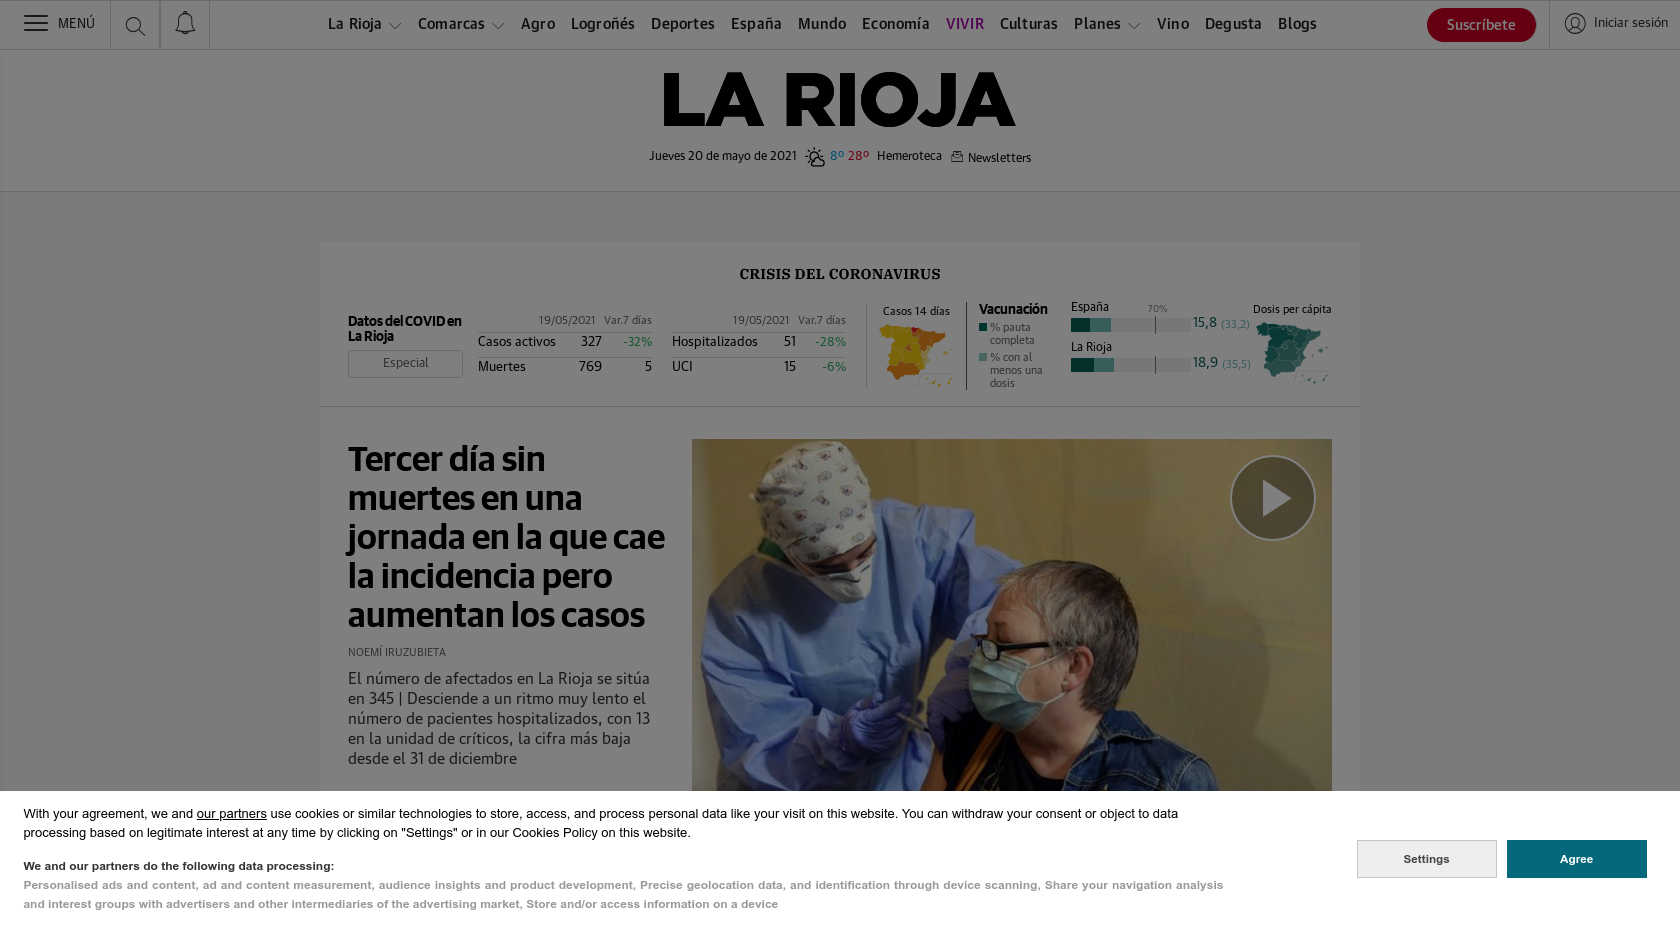 MENÚ
La Rioja
Comarcas
Agro
Logroñés
Deportes
España
Mundo
Economía
VIVIR
Culturas
Planes
Vino
Degusta
Blogs
Suscríbete
Iniciar sesión
LA RIOJA
Jueves 20 de mayo de 2021
8º 28º
Hemeroteca
Newsletters
CRISIS DEL CORONAVIRUS
Datos del COVID en
La Rioja
Especial
19/05/2021 Var.7 días
Casos activos 327 -32%
Muertes 769 5
19/05/2021 Var.7 días
Hospitalizados 51 -28%
UCI 15 -6%
Casos 14 días
Vacunación
% pauta
completa
% con al
menos una
dosis
España 70%
15,8 (33,2)
La Rioja
18,9 (35,5)
Dosis per cápita
Tercer día sin
muertes en una
jornada en la que cae
la incidencia pero
aumentan los casos
NOEMÍ IRUZUBIETA
El número de afectados en La Rioja se sitúa
en 345 | Desciende a un ritmo muy lento el
número de pacientes hospitalizados, con 13
en la unidad de críticos, la cifra más baja
desde el 31 de diciembre
With your agreement, we and our partners use cookies or similar technologies to store, access, and process personal data like your visit on this website. You can withdraw your consent or object to data
processing based on legitimate interest at any time by clicking on "Settings" or in our Cookies Policy on this website.
We and our partners do the following data processing:
Personalised ads and content, ad and content measurement, audience insights and product development, Precise geolocation data, and identification through device scanning, Share your navigation analysis
and interest groups with advertisers and other intermediaries of the advertising market, Store and/or access information on a device
Settings
Agree